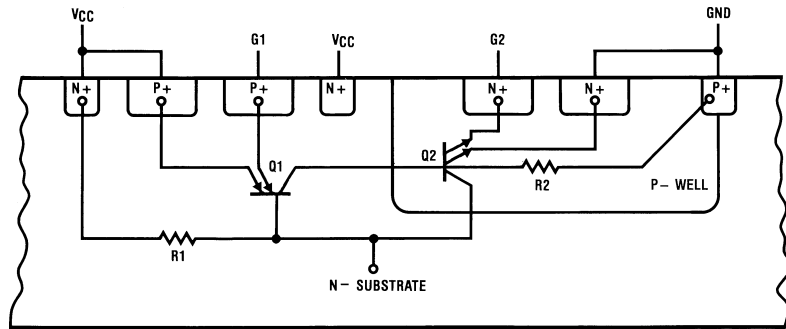 VCC
G1
VCC
G2
GND
N+
P+
P+
N+
N+
N+
P+
Q1
Q2
R2
P− WELL
R1
N− SUBSTRATE